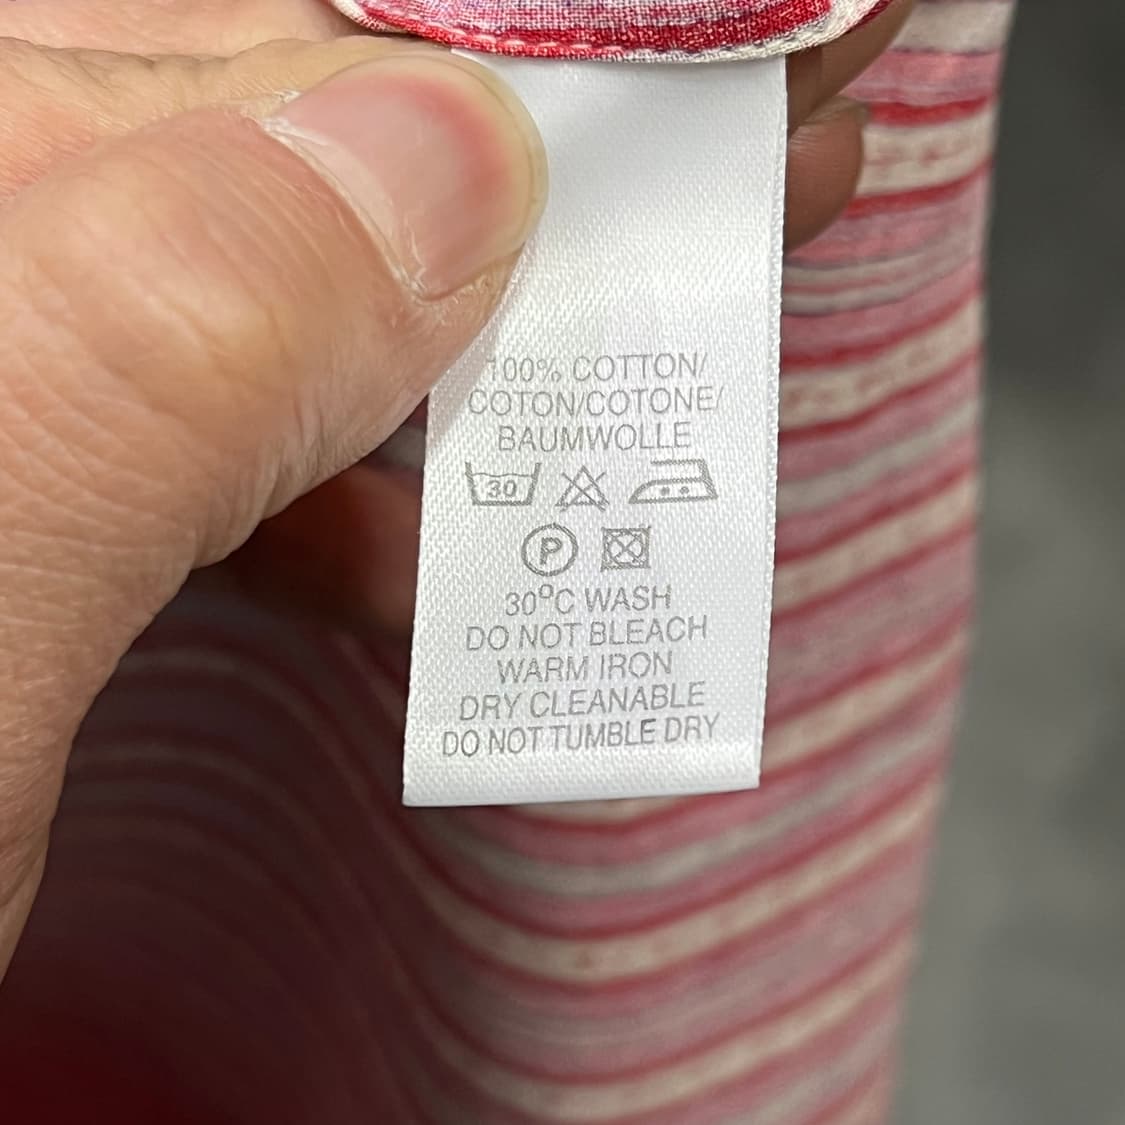 100% COTTON/
COTON/COTONE/
BAUMWOLLE
30
P
30°C WASH
DO NOT BLEACH
WARM IRON
DRY CLEANABLE
DO NOT TUMBLE DRY